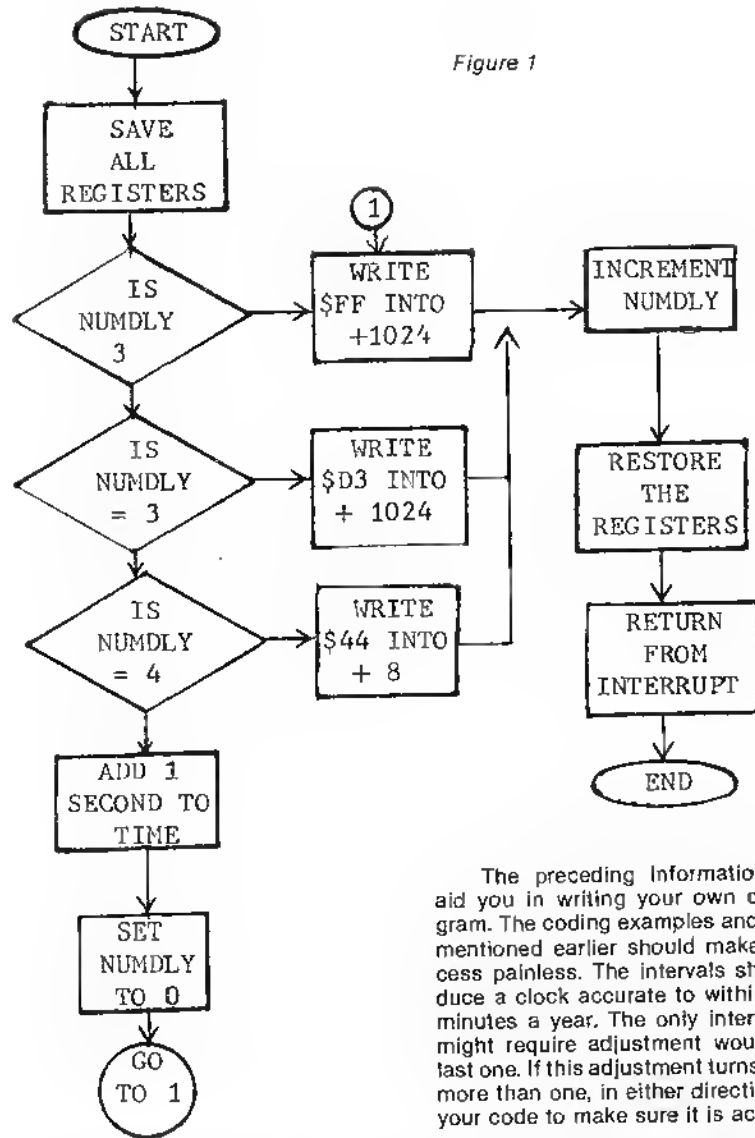 START
Figure 1
SAVE
ALL
REGISTERS
1
IS
NUMDLY
3
WRITE
$FF INTO
+1024
INCREMENT
NUMDLY
IS
NUMDLY
= 3
WRITE
$D3 INTO
+ 1024
RESTORE
THE
REGISTERS
IS
NUMDLY
= 4
WRITE
$44 INTO
+ 8
RETURN
FROM
INTERRUPT
END
ADD 1
SECOND TO
TIME
SET
NUMDLY
TO 0
GO
TO 1
The preceding Informatio
aid you in writing your own
gram. The coding examples and
mentioned earlier should make
cess painless. The intervals sh
duce a clock accurate to withi
minutes a year. The only inter
might require adjustment wou
last one. If this adjustment turns
more than one, in either directi
your code to make sure it is ac